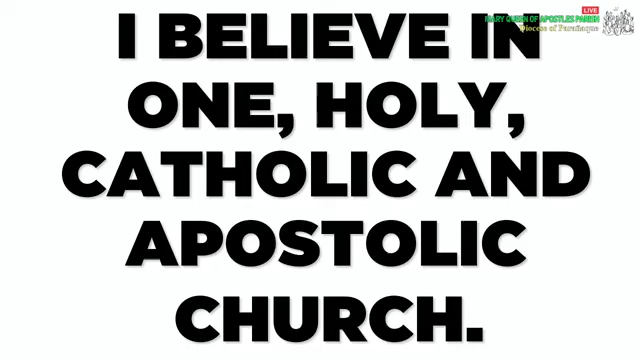 LIVE
MARY QUEEN OF APOSTLES PARISH
Diocese of Parañaque
I BELIEVE IN
ONE, HOLY,
CATHOLIC AND
APOSTOLIC
CHURCH.